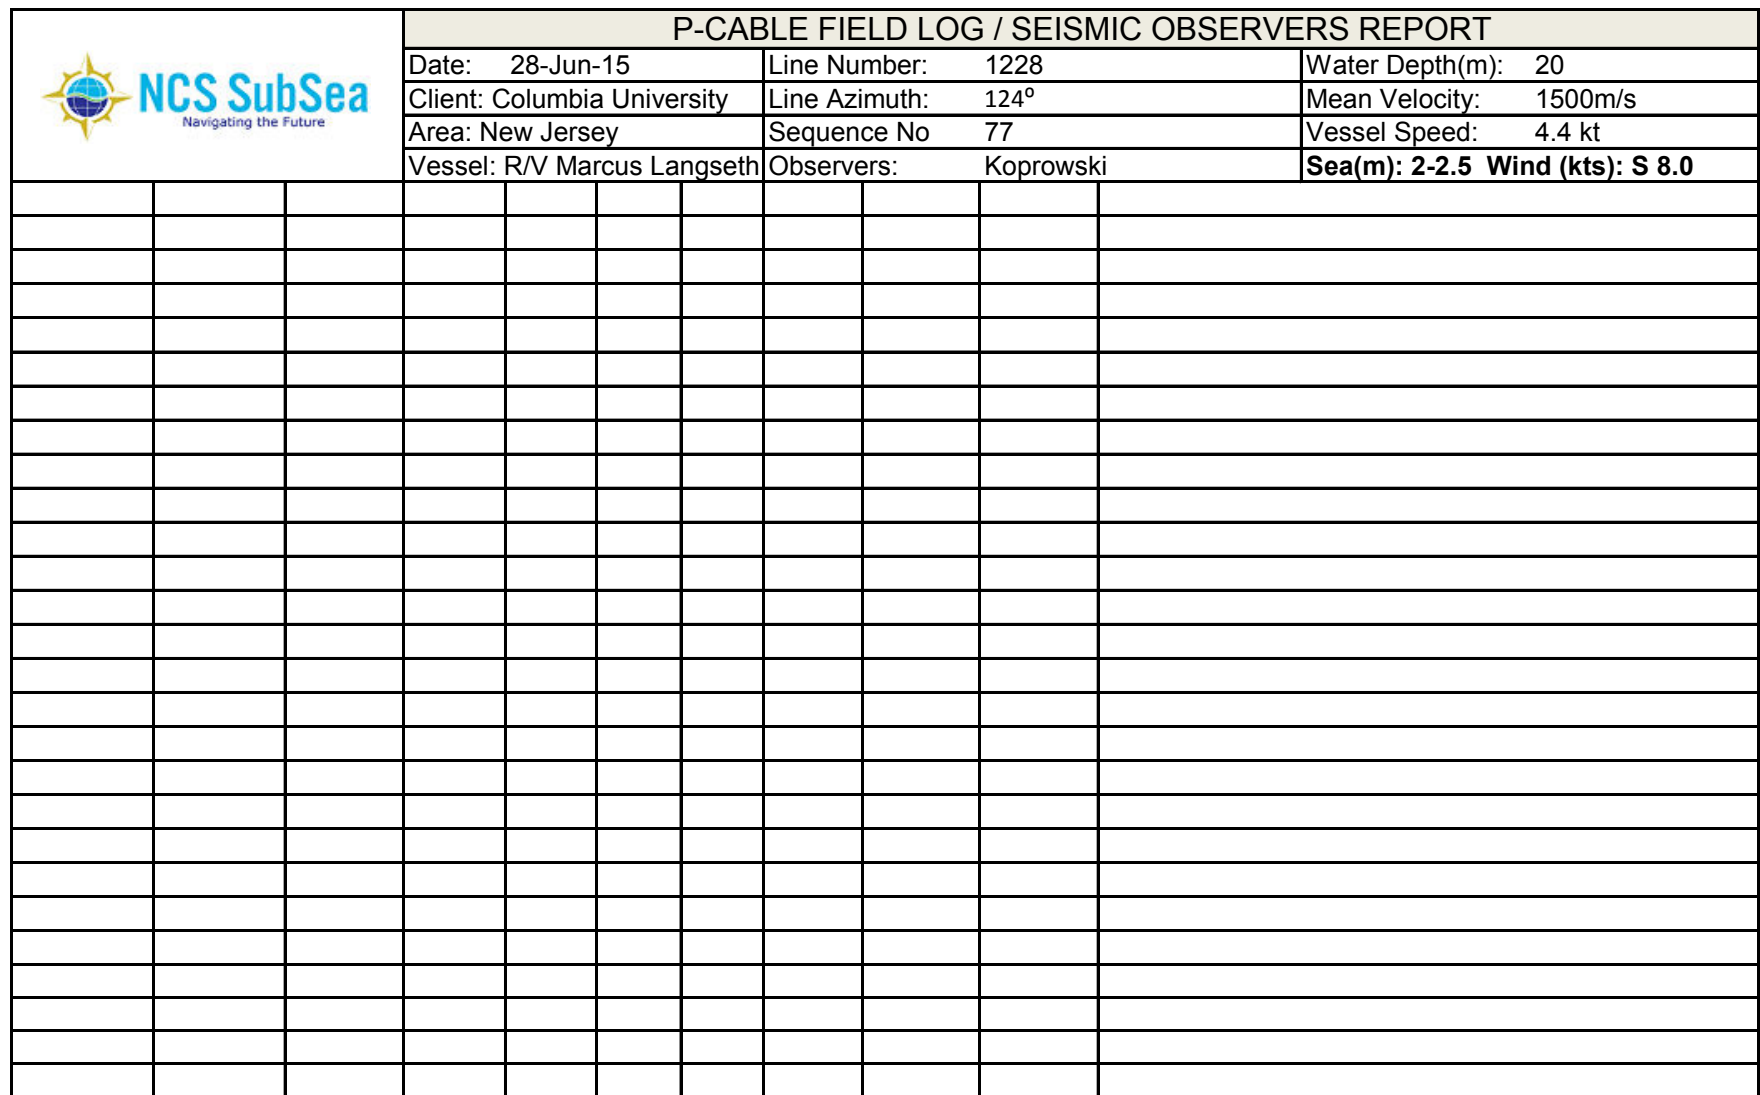 P-CABLE FIELD LOG / SEISMIC OBSERVERS REPORT
NCS SubSea
Navigating the Future
Date: 28-Jun-15 Line Number: 1228 Water Depth(m): 20
Client: Columbia University Line Azimuth: 124⁰ Mean Velocity: 1500m/s
Area: New Jersey Sequence No 77 Vessel Speed: 4.4 kt
Vessel: R/V Marcus Langseth Observers: Koprowski Sea(m): 2-2.5 Wind (kts): S 8.0